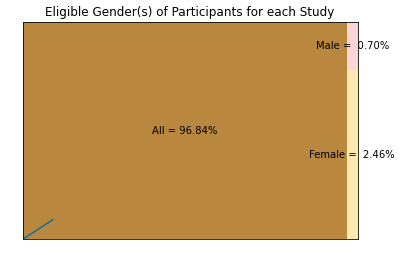 Eligible Gender(s) of Participants for each Study
Male =  0.70%
All = 96.84%
Female =  2.46%